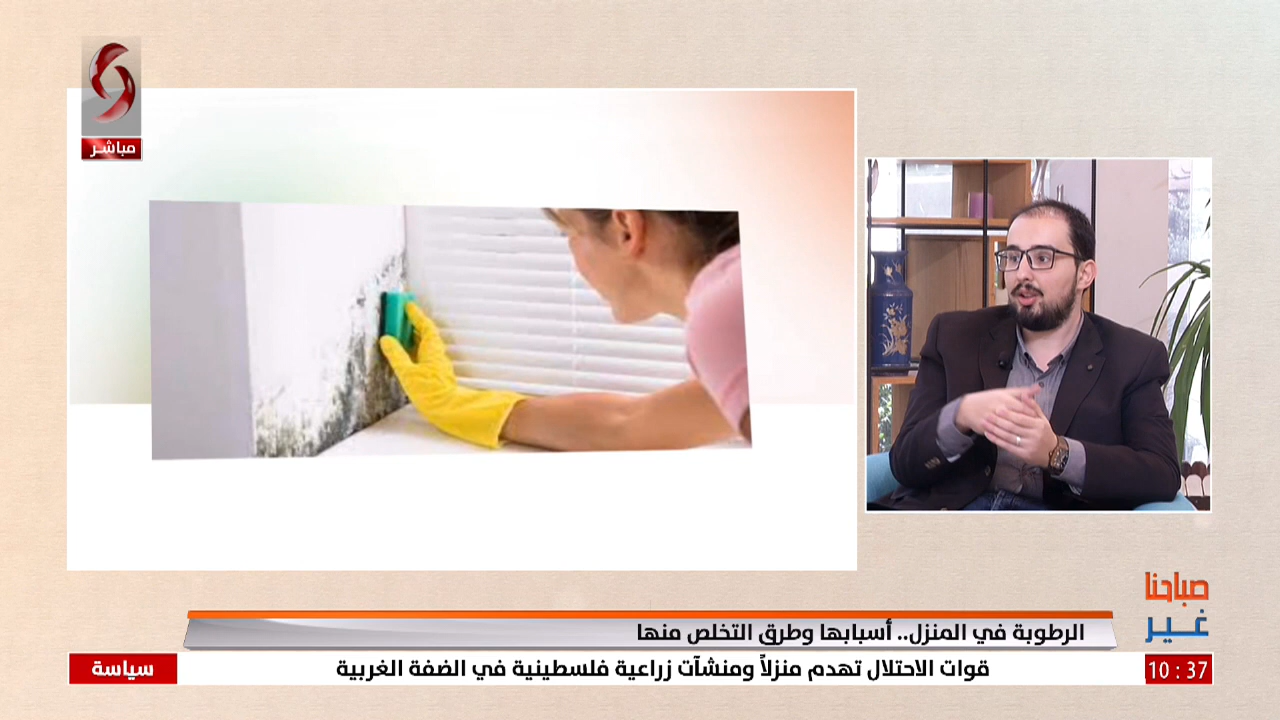 مباشر
صباحنا
غير
الرطوبة في المنزل.. أسبابها وطرق التخلص منها
10 : 37
قوات الاحتلال تهدم منزلاً ومنشآت زراعية فلسطينية في الضفة الغربية
سياسة